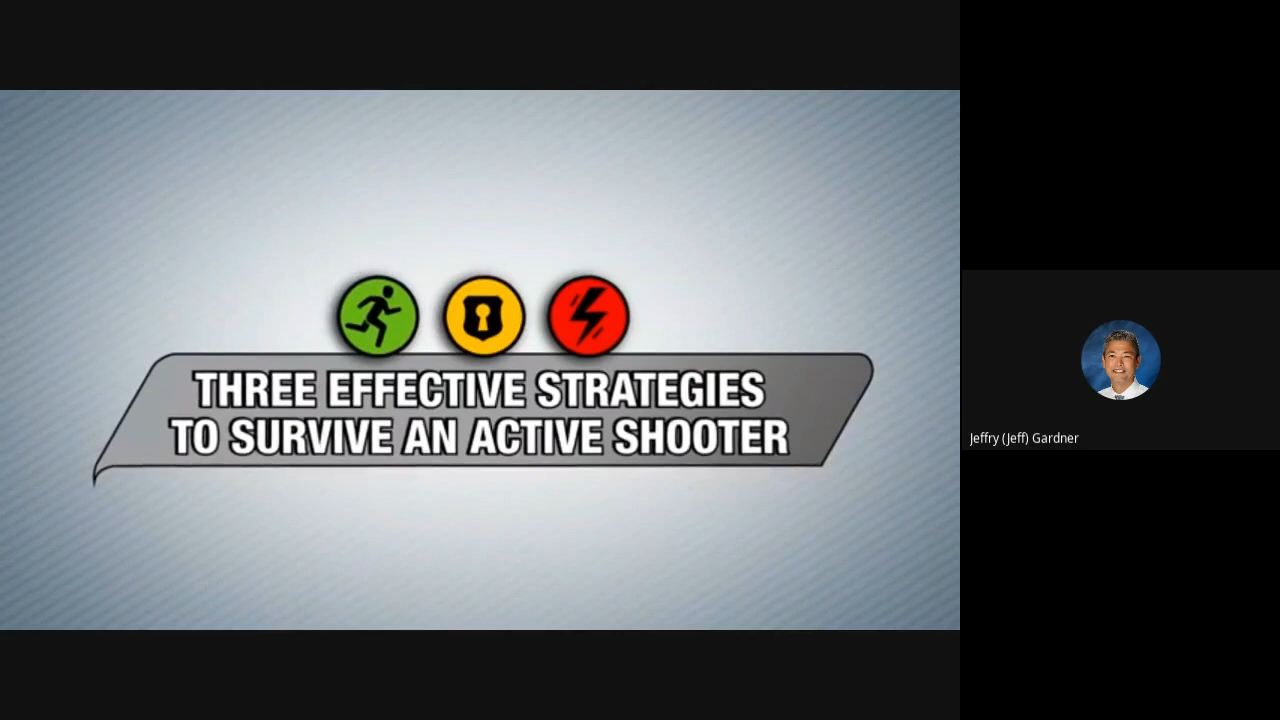 THREE EFFECTIVE STRATEGIES
TO SURVIVE AN ACTIVE SHOOTER
Jeffry (Jeff) Gardner